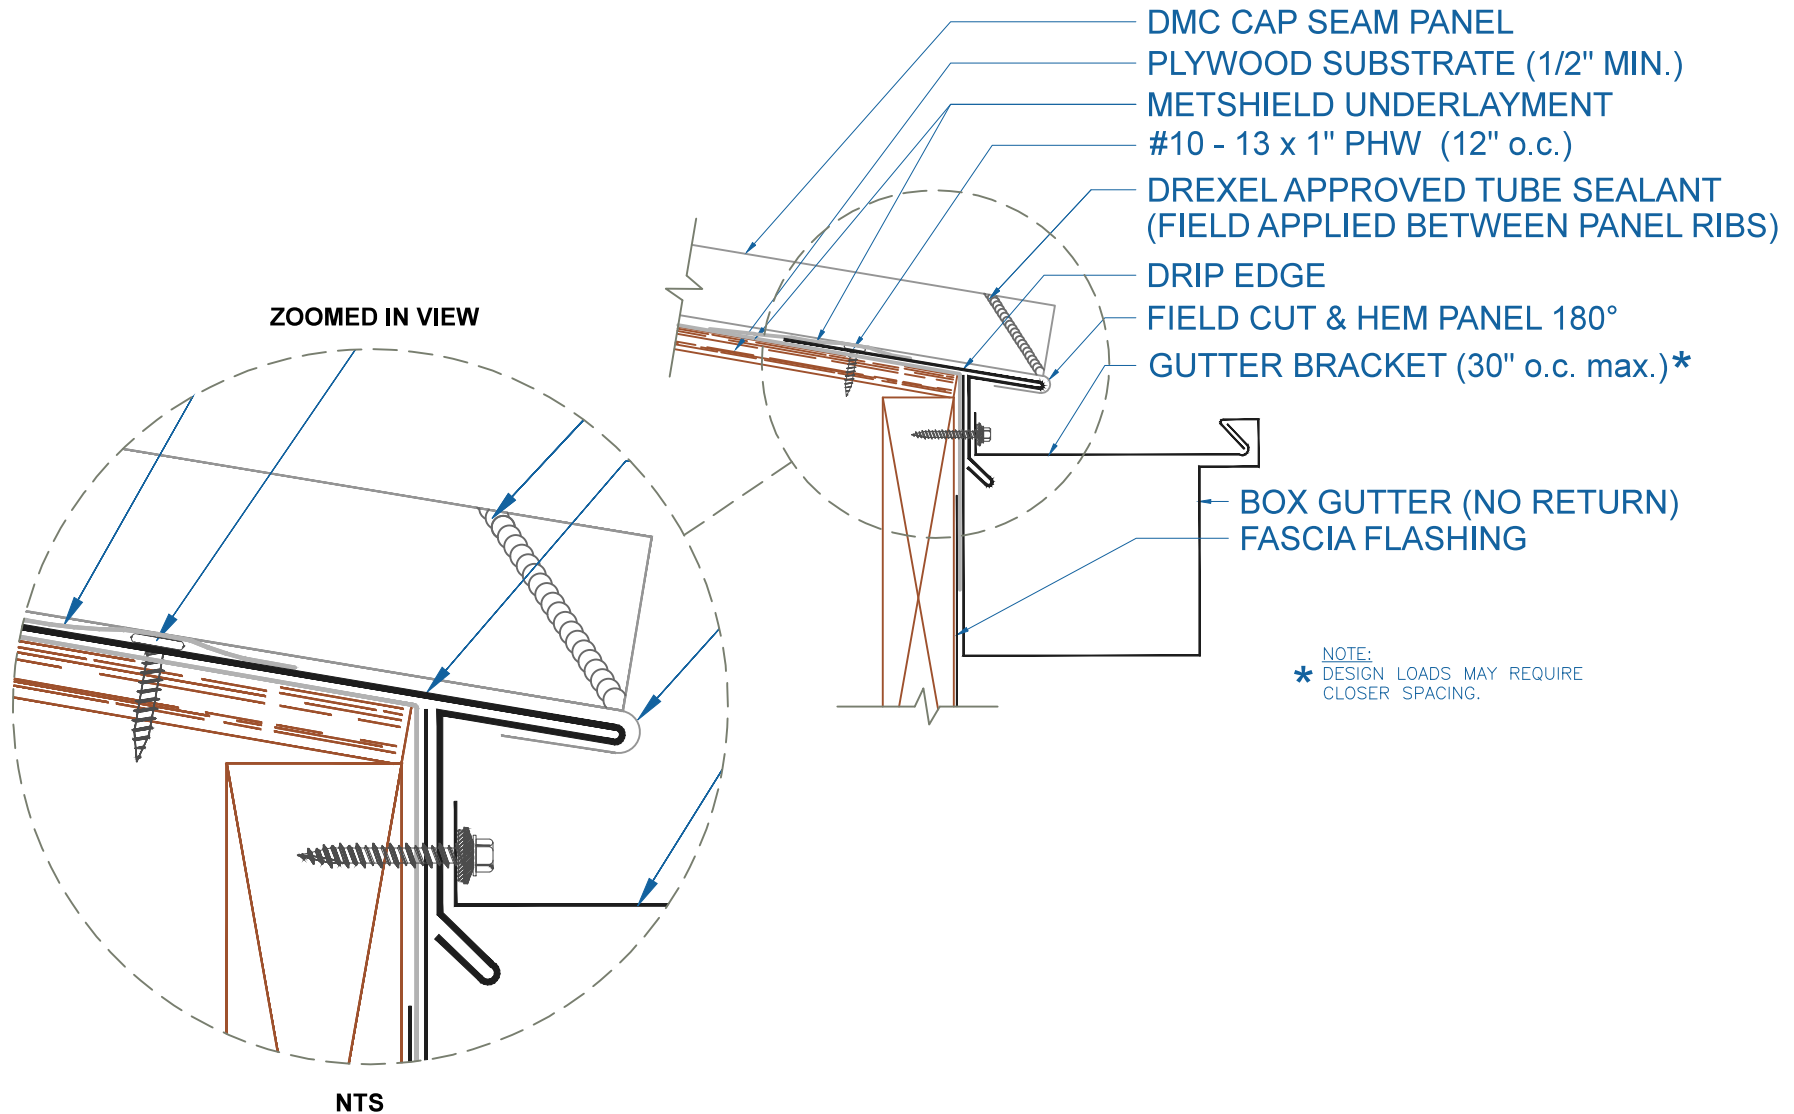 DMC CAP SEAM PANEL
PLYWOOD SUBSTRATE (1/2" MIN.)
METSHIELD UNDERLAYMENT
#10 - 13 x 1" PHW (12" o.c.)
DREXEL APPROVED TUBE SEALANT
(FIELD APPLIED BETWEEN PANEL RIBS)
DRIP EDGE
FIELD CUT & HEM PANEL 180°
GUTTER BRACKET (30" o.c. max.)*
ZOOMED IN VIEW
BOX GUTTER (NO RETURN)
FASCIA FLASHING
NOTE:
* DESIGN LOADS MAY REQUIRE
CLOSER SPACING.
NTS